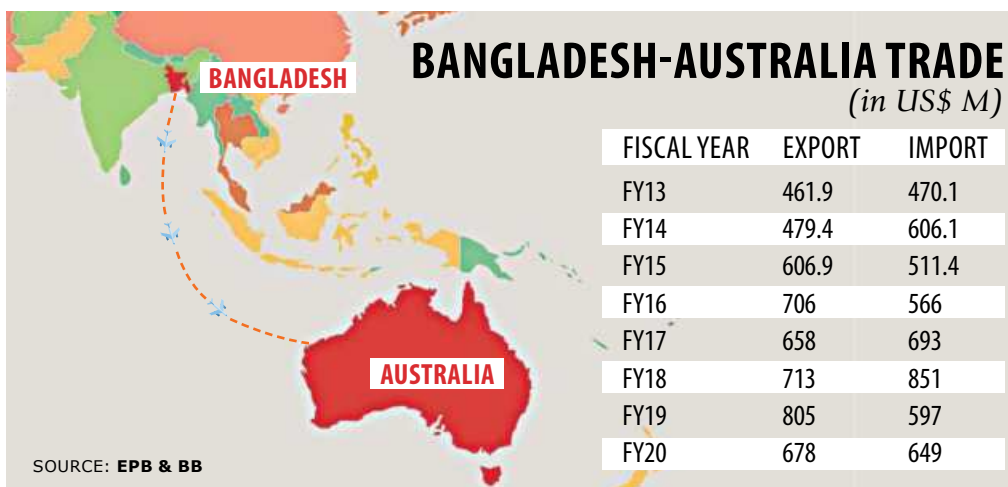 BANGLADESH-AUSTRALIA TRADE
(in US$ M)
BANGLADESH
AUSTRALIA
FISCAL YEAR EXPORT IMPORT
FY13 461.9 470.1
FY14 479.4 606.1
FY15 606.9 511.4
FY16 706 566
FY17 658 693
FY18 713 851
FY19 805 597
FY20 678 649
SOURCE: EPB & BB